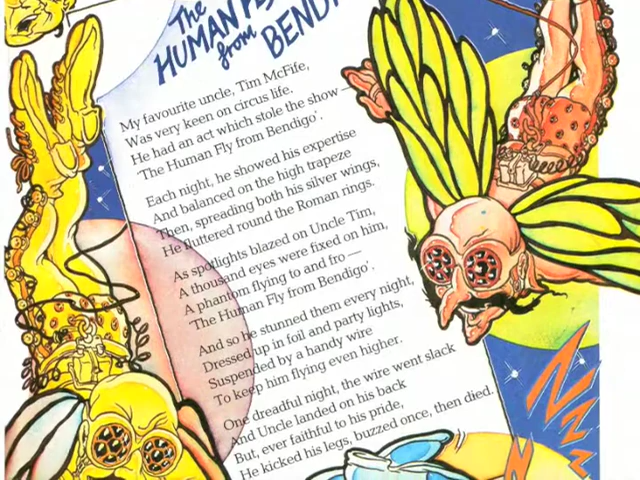 The
HUMAN FLY
from
My favourite uncle, Tim McFife,
Was very keen on circus life.
He had an act which stole the show —
'The Human Fly from Bendigo'.
Each night, he showed his expertise
And balanced on the high trapeze
Then, spreading both his silver wings,
He fluttered round the Roman rings.
As spotlights blazed on Uncle Tim,
A thousand eyes were fixed on him,
A phantom flying to and fro —
'The Human Fly from Bendigo'.
And so he stunned them every night,
Dressed up in foil and party lights,
Suspended by a handy wire
To keep him flying even higher.
One dreadful night, the wire went slack
And Uncle landed on his back
But, ever faithful to his pride,
He kicked his legs, buzzed once, then died.